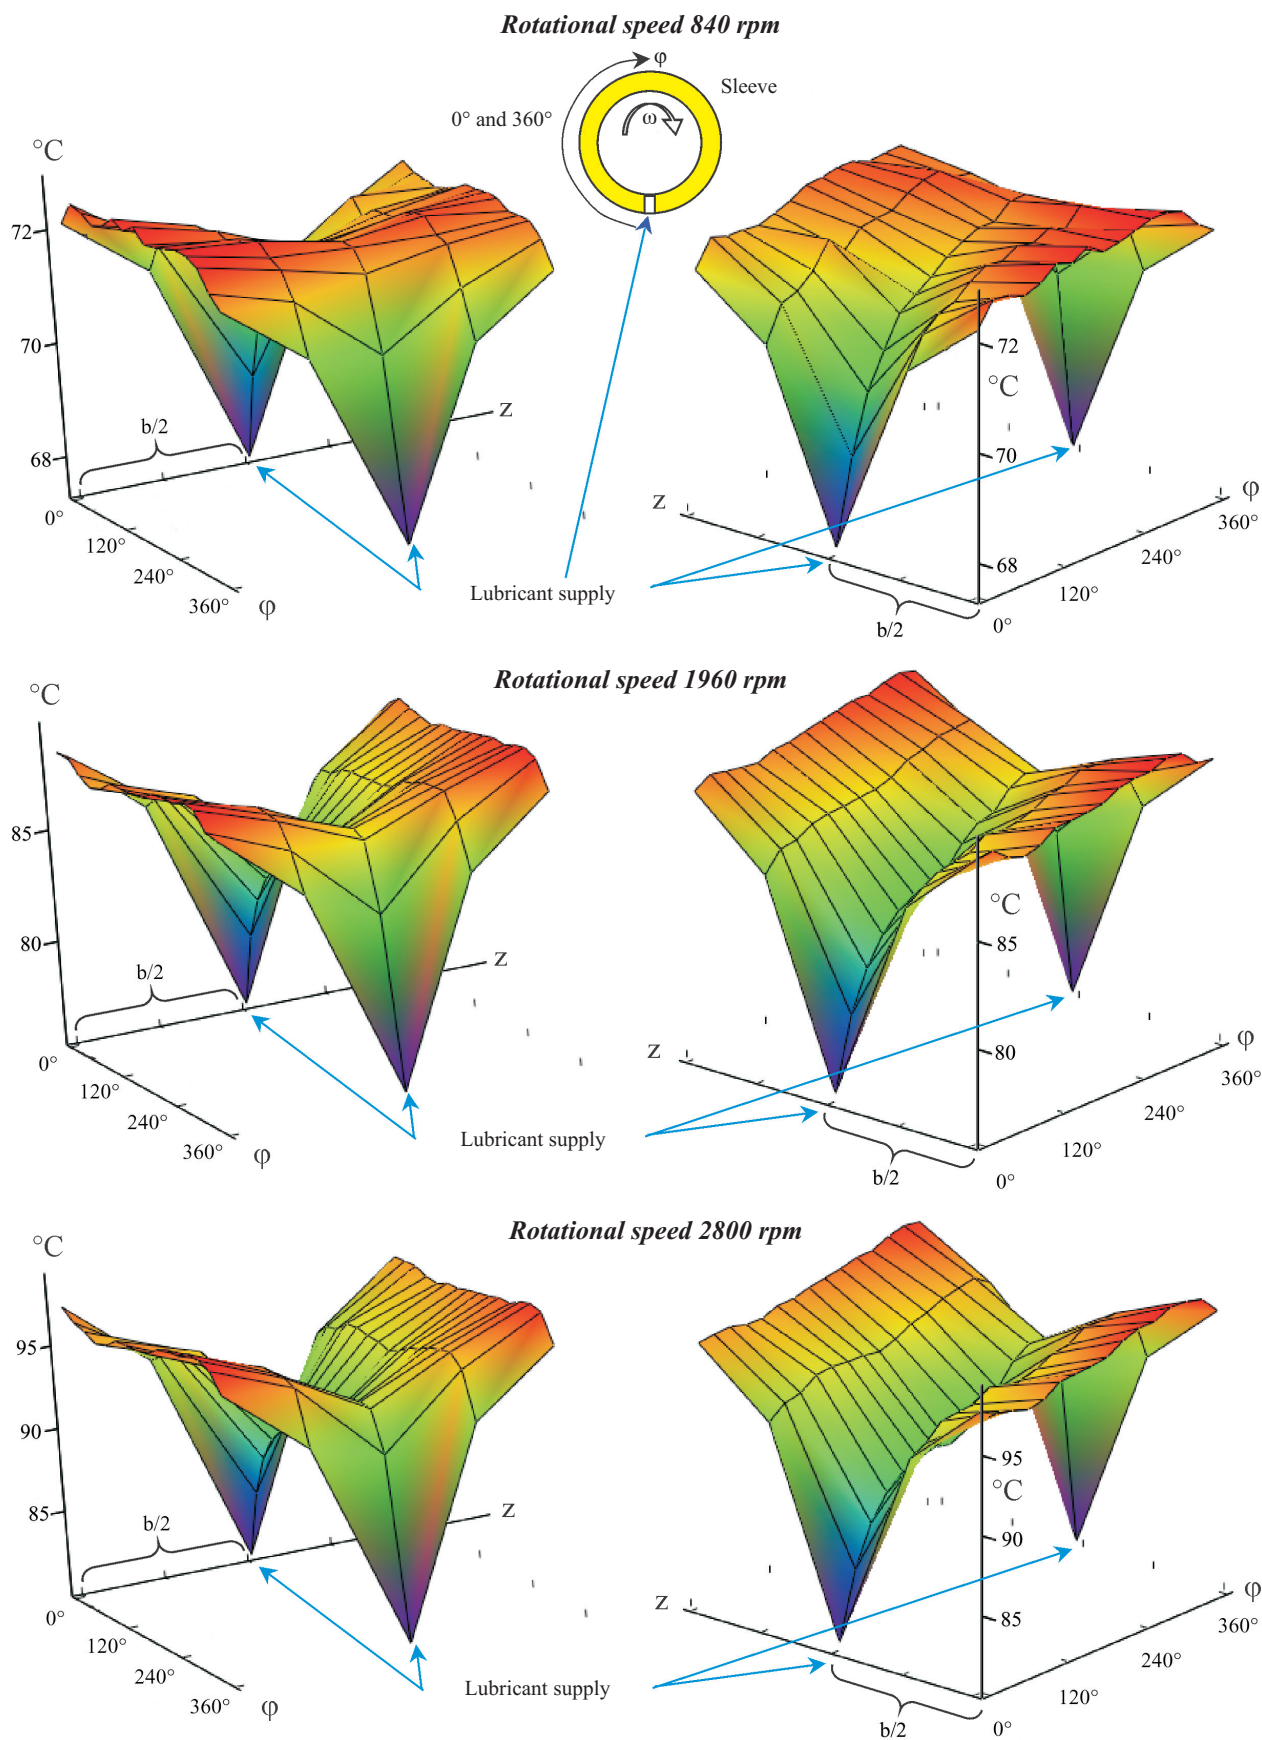 Rotational speed 840 rpm
φ
Sleeve
0° and 360°
ω
°C
72
70
68
b/2
z
0°
120°
240°
360°
φ
Lubricant supply
72
°C
70
68
z
φ
360°
240°
120°
0°
b/2
Rotational speed 1960 rpm
°C
85
80
b/2
z
0°
120°
240°
360°
φ
Lubricant supply
°C
85
80
z
φ
360°
240°
120°
0°
b/2
Rotational speed 2800 rpm
°C
95
90
85
b/2
z
0°
120°
240°
360°
φ
Lubricant supply
95
°C
90
85
z
φ
360°
240°
120°
0°
b/2